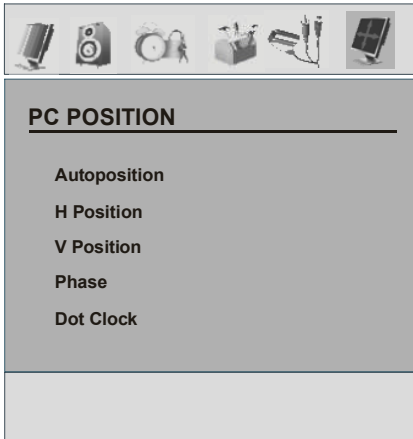 PC POSITION
Autoposition
H Position
V Position
Phase
Dot Clock